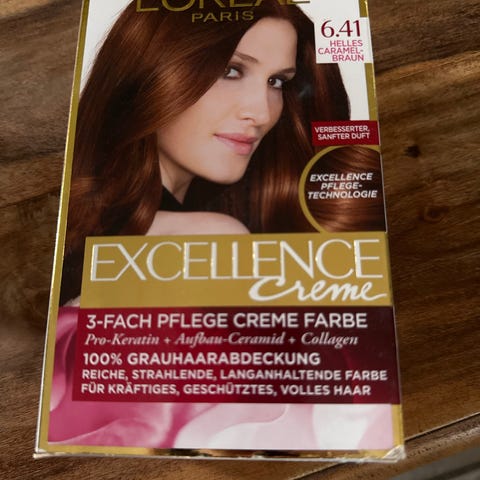 L'ORÉAL
PARIS
6.41
HELLES
CARAMEL-
BRAUN
VERBESSERTER,
SANFTER DUFT
EXCELLENCE
PFLEGE-
TECHNOLOGIE
EXCELLENCE
Creme
3-FACH PFLEGE CREME FARBE
Pro-Keratin + Aufbau-Ceramid + Collagen
100% GRAUHAARABDECKUNG
REICHE, STRAHLENDE, LANGANHALTENDE FARBE
FÜR KRÄFTIGES, GESCHÜTZTES, VOLLES HAAR